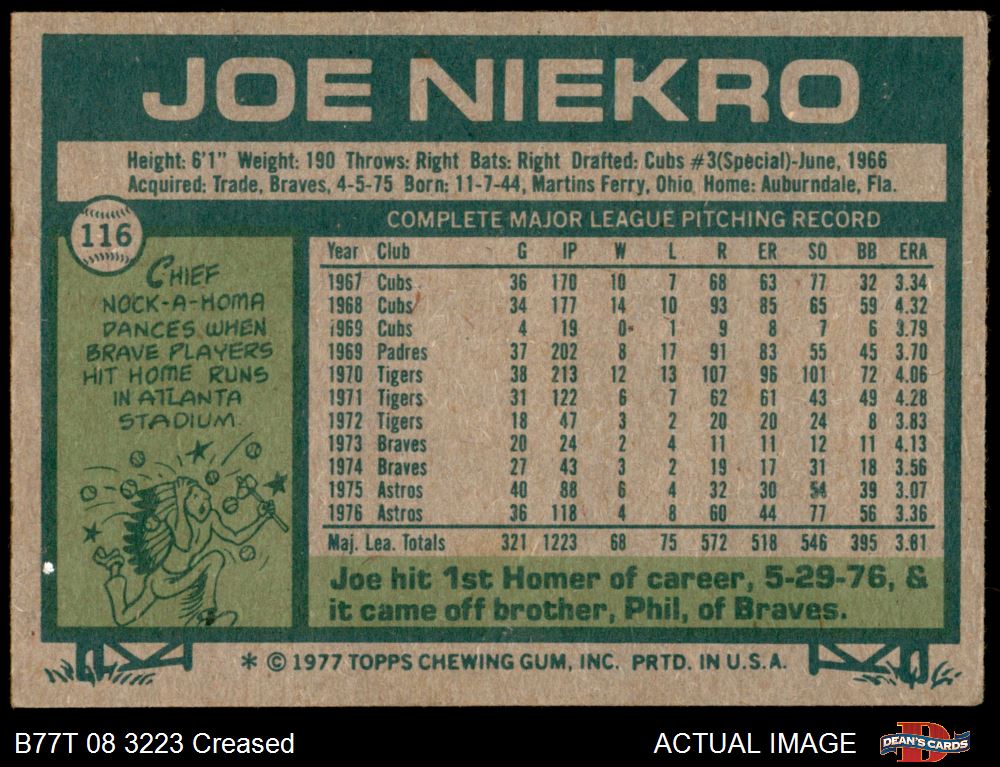 JOE NIEKRO
Height: 6'1" Weight: 190 Throws: Right Bats: Right Drafted: Cubs #3(Special)-June, 1966
Acquired: Trade, Braves, 4-5-75 Born: 11-7-44, Martins Ferry, Ohio Home: Auburndale, Fla.
116
CHIEF
NOCK-A-HOMA
DANCES WHEN
BRAVE PLAYERS
HIT HOME RUNS
IN ATLANTA
STADIUM.
COMPLETE MAJOR LEAGUE PITCHING RECORD
Year Club G IP W L R ER SO BB ERA
1967 Cubs 36 170 10 7 68 63 77 32 3.34
1968 Cubs 34 177 14 10 93 85 65 59 4.32
1969 Cubs 4 19 0 1 9 8 7 6 3.79
1969 Padres 37 202 8 17 91 83 55 45 3.70
1970 Tigers 38 213 12 13 107 96 101 72 4.06
1971 Tigers 31 122 6 7 62 61 43 49 4.28
1972 Tigers 18 47 3 2 20 20 24 8 3.83
1973 Braves 20 24 2 4 11 11 12 11 4.13
1974 Braves 27 43 3 2 19 17 31 18 3.56
1975 Astros 40 88 6 4 32 30 54 39 3.07
1976 Astros 36 118 4 8 60 44 77 56 3.36
Maj. Lea. Totals 321 1223 68 75 572 518 546 395 3.81
Joe hit 1st Homer of career, 5-29-76, &
it came off brother, Phil, of Braves.
* © 1977 TOPPS CHEWING GUM, INC. PRTD. IN U.S.A.
B77T 08 3223 Creased
ACTUAL IMAGE
DEAN'S CARDS